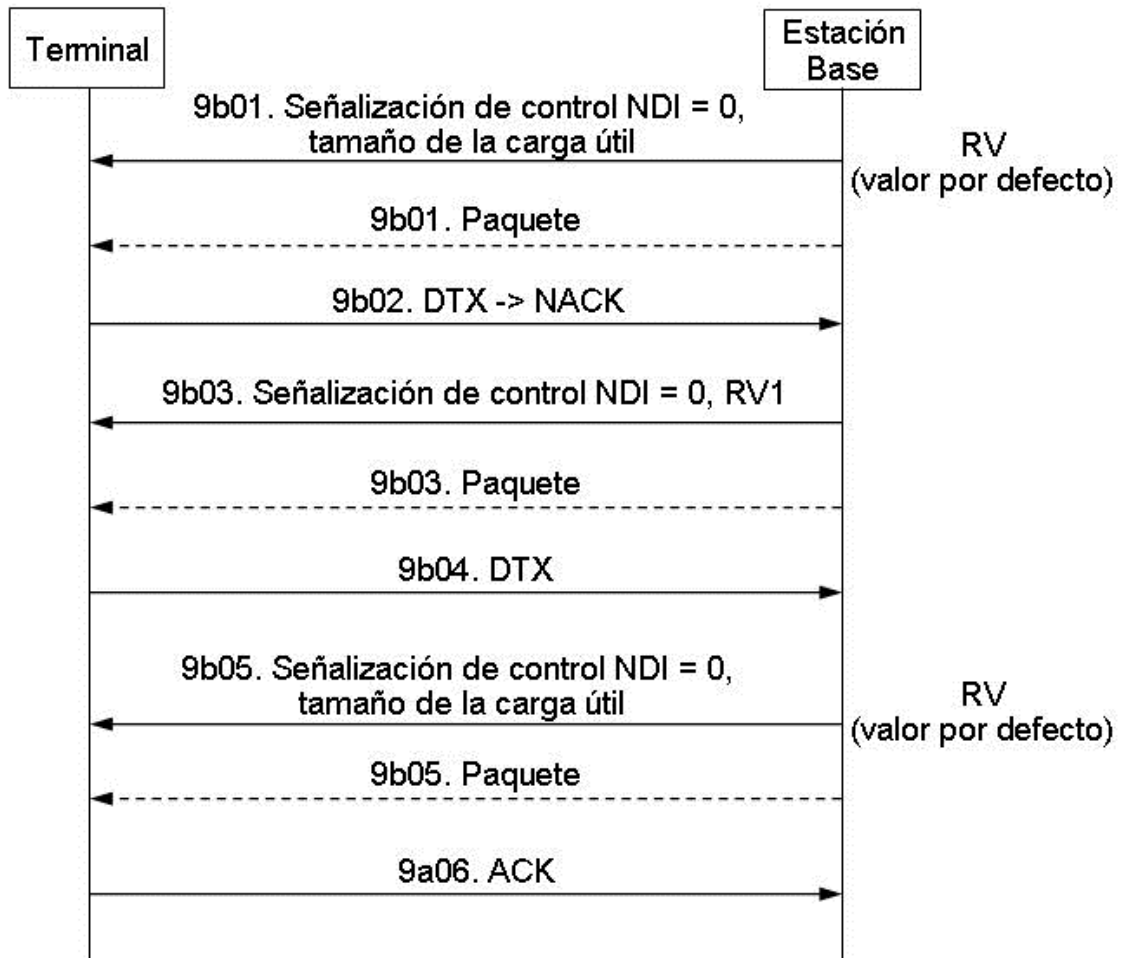 Terminal
Estación
Base
9b01. Señalización de control NDI = 0,
tamaño de la carga útil
RV
(valor por defecto)
9b01. Paquete
9b02. DTX -> NACK
9b03. Señalización de control NDI = 0, RV1
9b03. Paquete
9b04. DTX
9b05. Señalización de control NDI = 0,
tamaño de la carga útil
RV
(valor por defecto)
9b05. Paquete
9a06. ACK